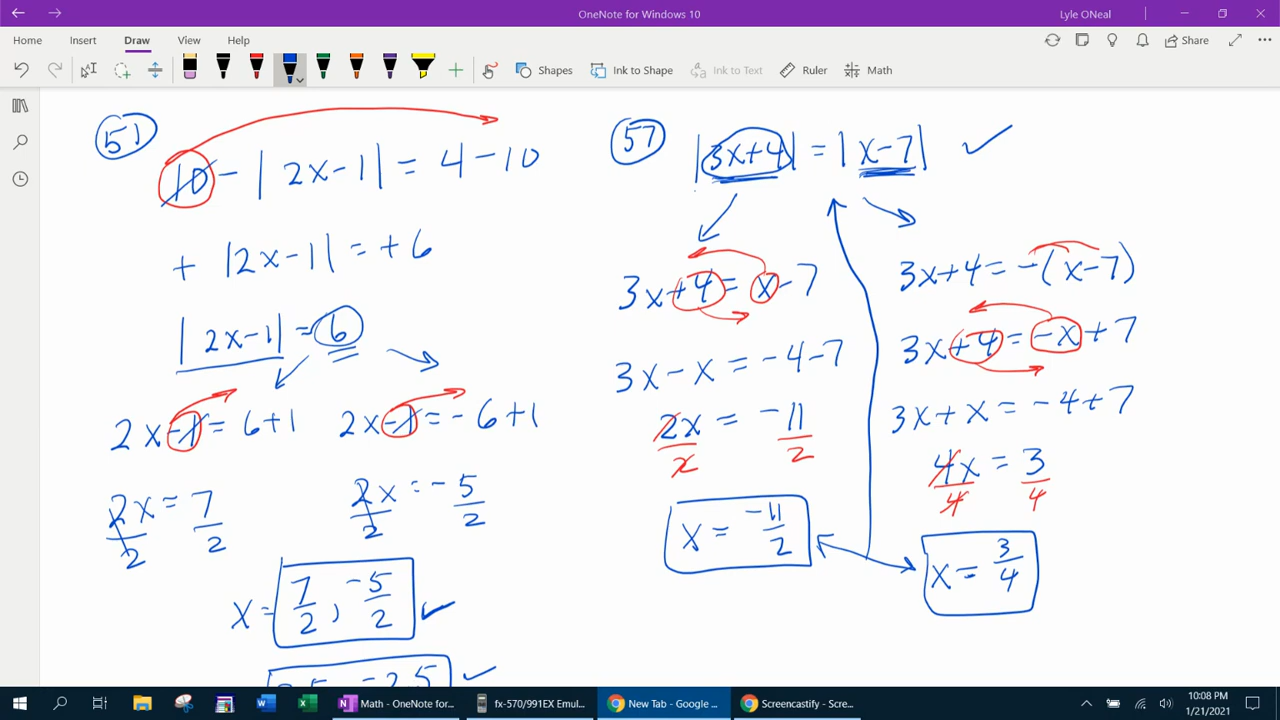 OneNote for Windows 10
Lyle ONeal
Home Insert Draw View Help
Share
Shapes Ink to Shape Ink to Text Ruler Math
51
10 - |2x-1| = 4-10
+ |2x-1| = +6
|2x-1| = 6
2x-1 = 6+1 2x-1 = -6+1
2x/2 = 7/2 2x/2 = -5/2
x = 7/2, -5/2
57
|3x+4| = |x-7|
3x+4 = x-7 3x+4 = -(x-7)
3x-x = -4-7 3x+4 = -x+7
2x/2 = -11/2 3x+x = -4+7
4x/4 = 3/4
x = -11/2 x = 3/4
Math - OneNote for... fx-570/991EX Emul... New Tab - Google ... Screencastify - Scre...
10:08 PM
1/21/2021